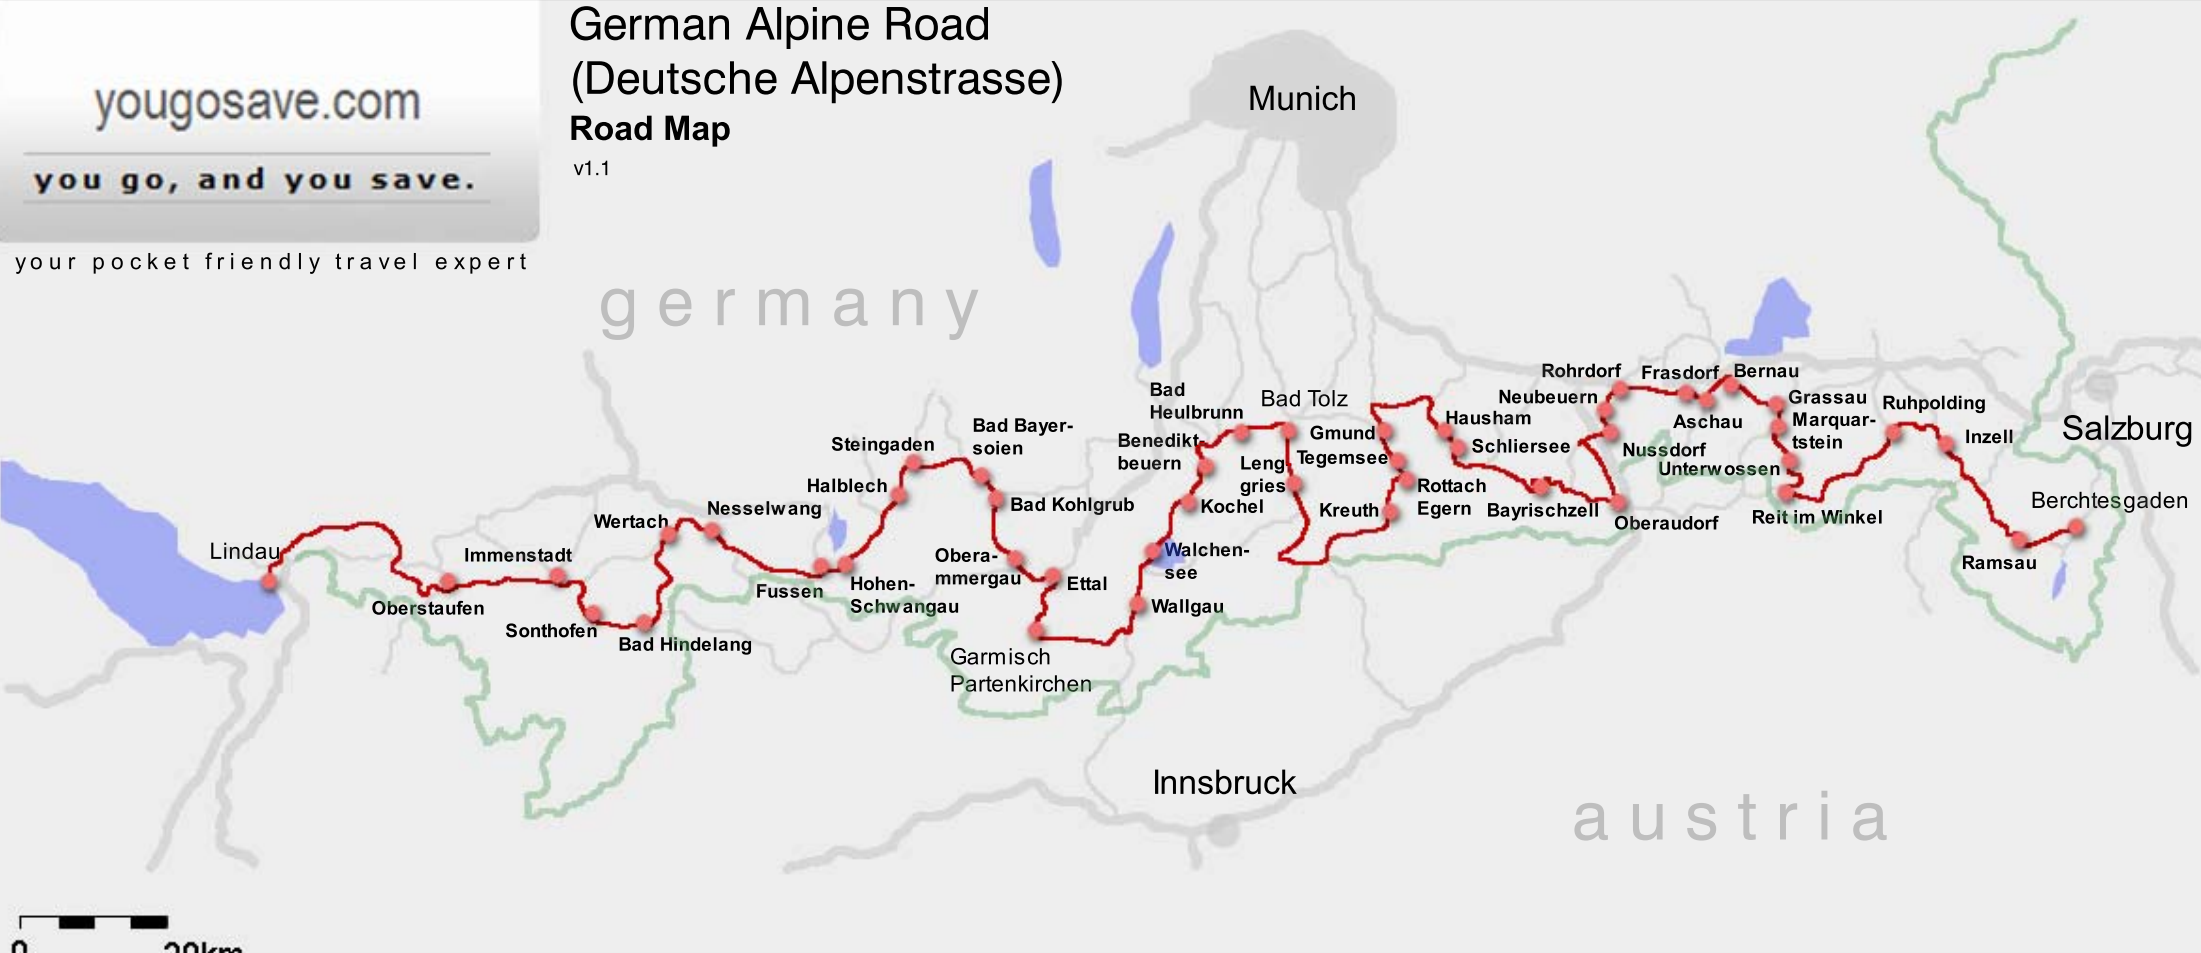 yougosave.com
you go, and you save.
your pocket friendly travel expert
German Alpine Road
(Deutsche Alpenstrasse)
Road Map
v1.1
Munich
germany
Lindau
Oberstaufen
Immenstadt
Sonthofen
Bad Hindelang
Wertach
Nesselwang
Fussen
Hohen-
Schwangau
Halblech
Steingaden
Bad Bayer-
soien
Bad Kohlgrub
Obera-
mmergau
Ettal
Garmisch
Partenkirchen
Wallgau
Walchen-
see
Kochel
Benedikt-
beuern
Bad
Heulbrunn
Bad Tolz
Leng
gries
Kreuth
Rottach
Egern
Tegemsee
Gmund
Hausham
Schliersee
Bayrischzell
Oberaudorf
Nussdorf
Neubeuern
Rohrdorf
Frasdorf
Aschau
Bernau
Grassau
Marquar-
tstein
Unterwossen
Reit im Winkel
Ruhpolding
Inzell
Ramsau
Berchtesgaden
Salzburg
Innsbruck
austria
0
20km